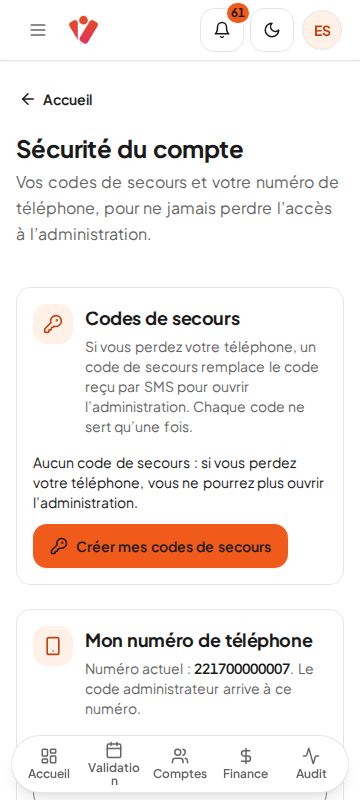 61
ES
Accueil
Sécurité du compte
Vos codes de secours et votre numéro de
téléphone, pour ne jamais perdre l’accès
à l’administration.
Codes de secours
Si vous perdez votre téléphone, un
code de secours remplace le code
reçu par SMS pour ouvrir
l’administration. Chaque code ne
sert qu’une fois.
Aucun code de secours : si vous perdez
votre téléphone, vous ne pourrez plus ouvrir
l’administration.
Créer mes codes de secours
Mon numéro de téléphone
Numéro actuel : 221700000007. Le
code administrateur arrive à ce
numéro.
Accueil
Validatio
n
Comptes
Finance
Audit